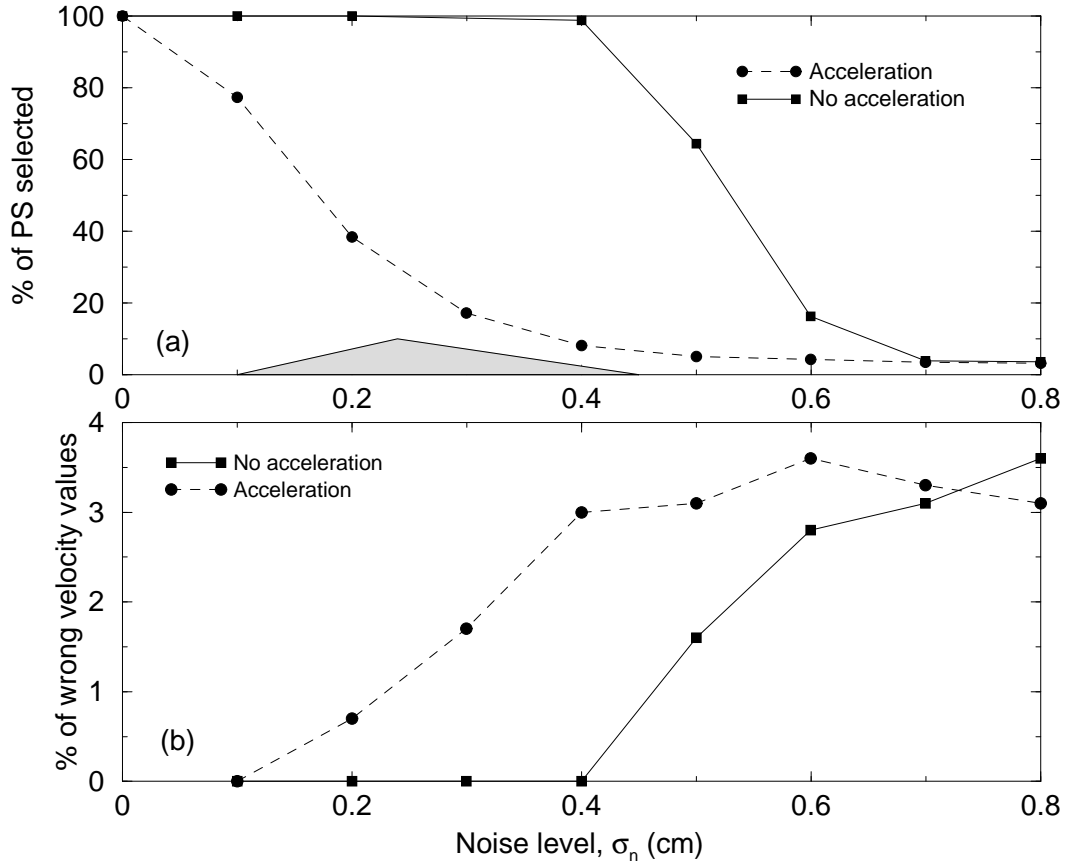 100
80
60
40
20
0
% of PS selected
Acceleration
No acceleration
(a)
0
0.2
0.4
0.6
0.8
4
3
2
1
0
% of wrong velocity values
No acceleration
Acceleration
(b)
0
0.2
0.4
0.6
0.8
Noise level, σn (cm)